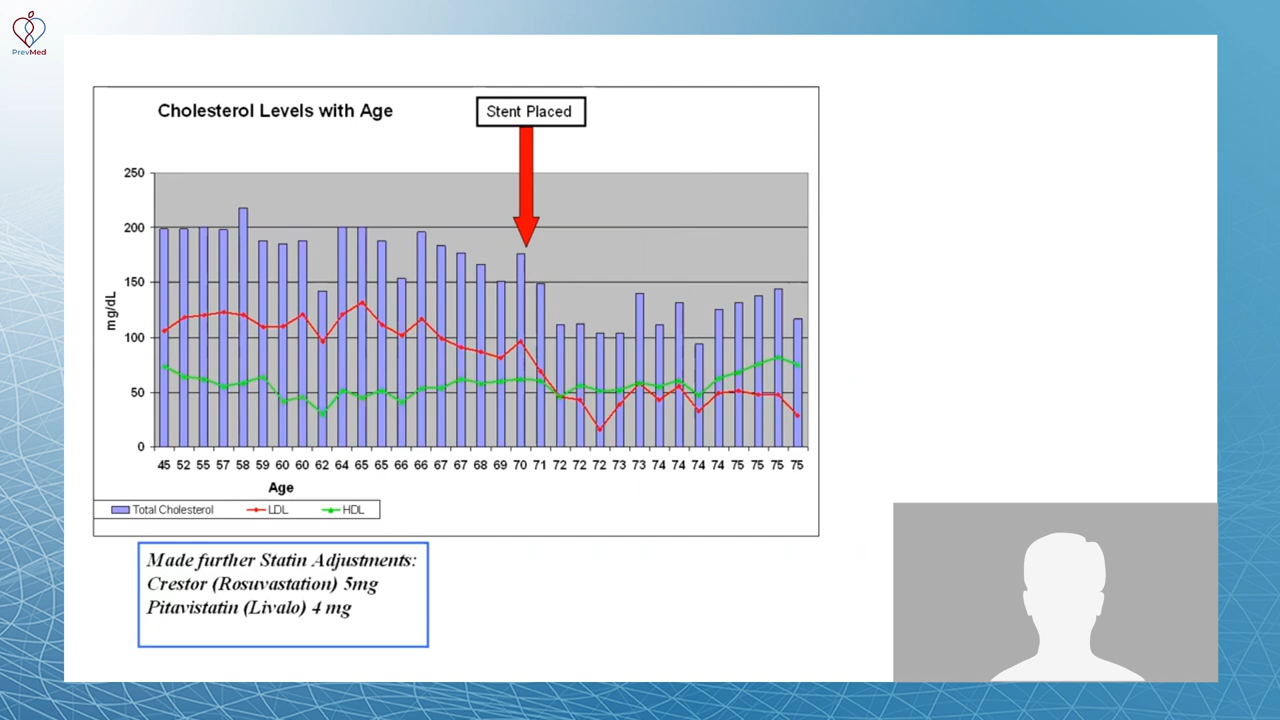 PrevMed
Cholesterol Levels with Age
Stent Placed
250
200
150
100
50
0
mg/dL
45 52 55 57 58 59 60 60 62 64 65 65 66 66 67 67 68 69 70 71 72 72 72 73 73 74 74 74 74 75 75 75 75
Age
Total Cholesterol LDL HDL
Made further Statin Adjustments:
Crestor (Rosuvastation) 5mg
Pitavistatin (Livalo) 4 mg